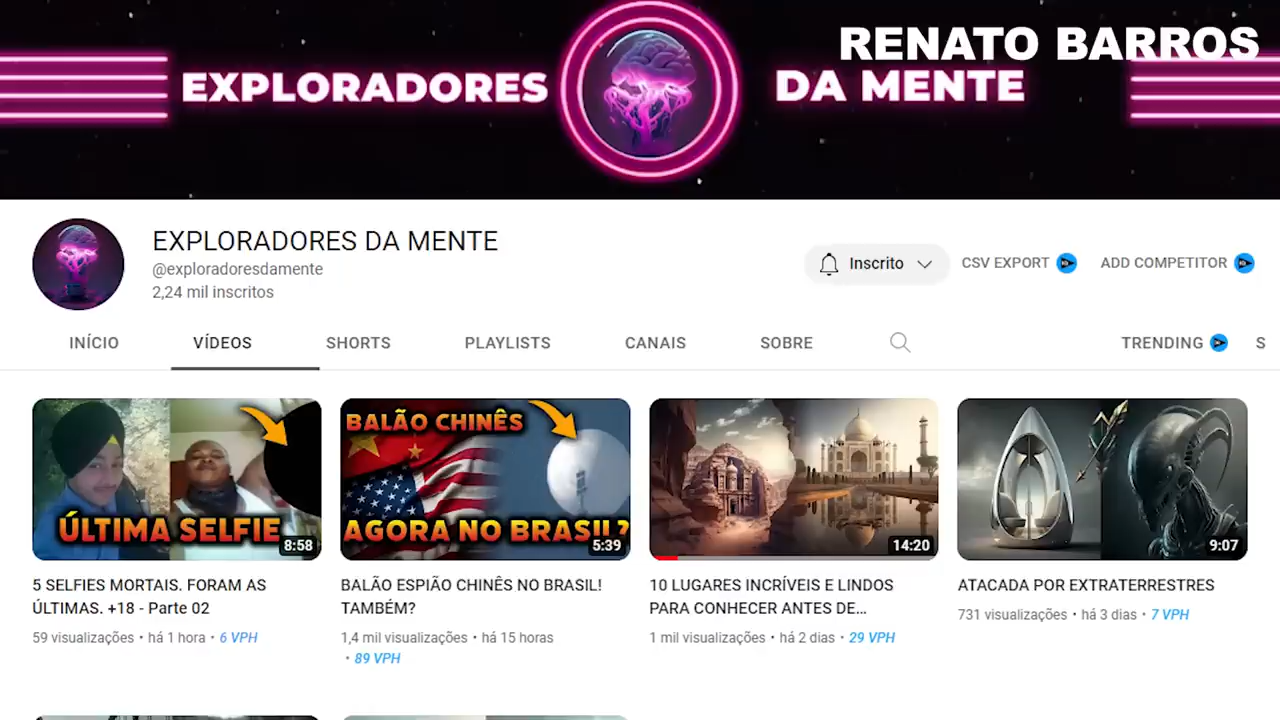 RENATO BARROS
EXPLORADORES DA MENTE
EXPLORADORES DA MENTE
@exploradoresdamente
2,24 mil inscritos
Inscrito
CSV EXPORT
ADD COMPETITOR
INÍCIO VÍDEOS SHORTS PLAYLISTS CANAIS SOBRE TRENDING S
ÚLTIMA SELFIE
8:58
5 SELFIES MORTAIS. FORAM AS
ÚLTIMAS. +18 - Parte 02
59 visualizações • há 1 hora • 6 VPH
BALÃO CHINÊS
AGORA NO BRASIL?
5:39
BALÃO ESPIÃO CHINÊS NO BRASIL!
TAMBÉM?
1,4 mil visualizações • há 15 horas
• 89 VPH
14:20
10 LUGARES INCRÍVEIS E LINDOS
PARA CONHECER ANTES DE...
1 mil visualizações • há 2 dias • 29 VPH
9:07
ATACADA POR EXTRATERRESTRES
731 visualizações • há 3 dias • 7 VPH